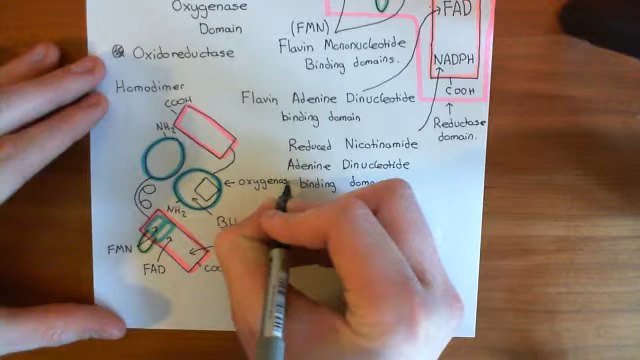 Oxygenase
Domain
Oxidoreductase
(FMN)
Flavin Mononucleotide
Binding domains.
FAD
NADPH
COOH
Reductase
domain.
Flavin Adenine Dinucleotide
binding domain
Reduced Nicotinamide
Adenine Dinucleotide
binding
Homodimer
COOH
NH2
← oxygenas
NH2
FMN
FAD